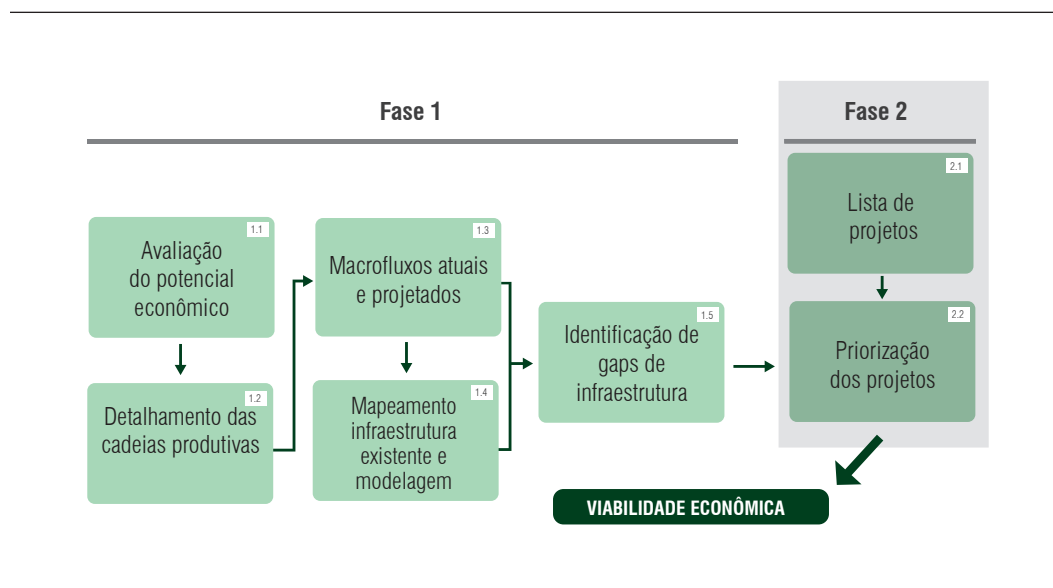 Fase 1
1.1
Avaliação
do potencial
econômico
1.2
Detalhamento das
cadeias produtivas
1.3
Macrofluxos atuais
e projetados
1.4
Mapeamento
infraestrutura
existente e
modelagem
1.5
Identificação de
gaps de
infraestrutura
Fase 2
2.1
Lista de
projetos
2.2
Priorização
dos projetos
VIABILIDADE ECONÔMICA